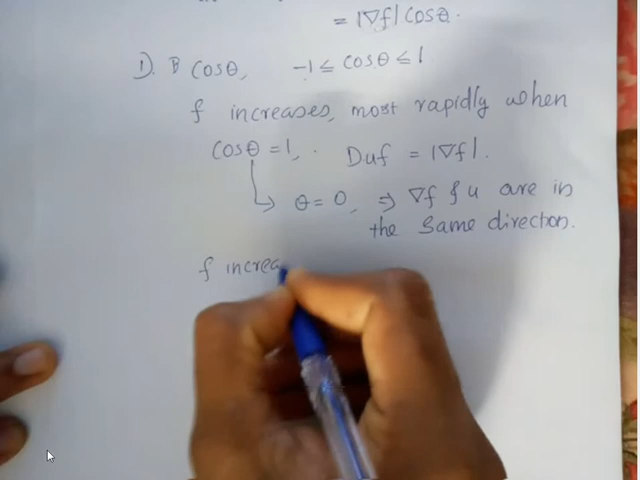 = |∇f| cosθ.
1). B cosθ, -1 ≤ cosθ ≤ 1
f increases, most rapidly when
cosθ = 1, . Duf = |∇f|.
↳ θ = 0, ⇒ ∇f & u are in
the same direction.
f increa